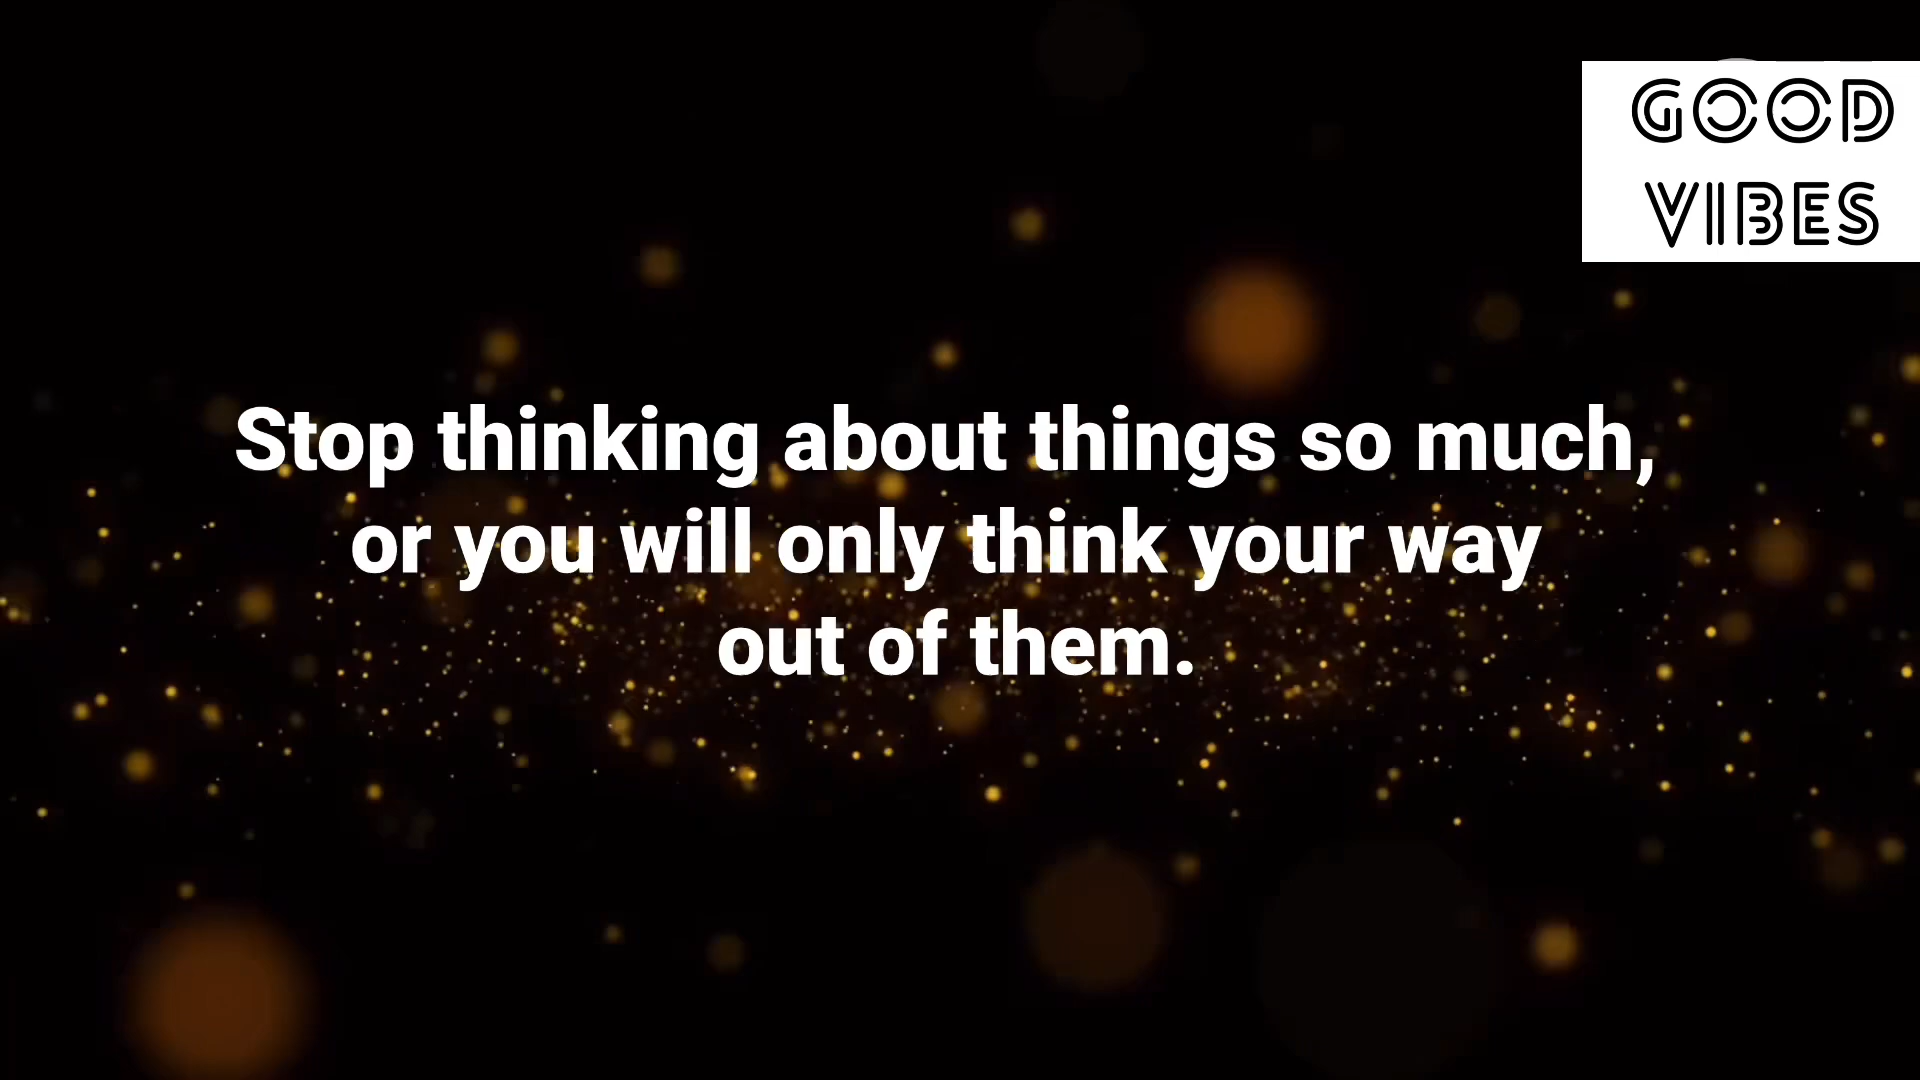 GOOD
VIBES
Stop thinking about things so much,
or you will only think your way
out of them.